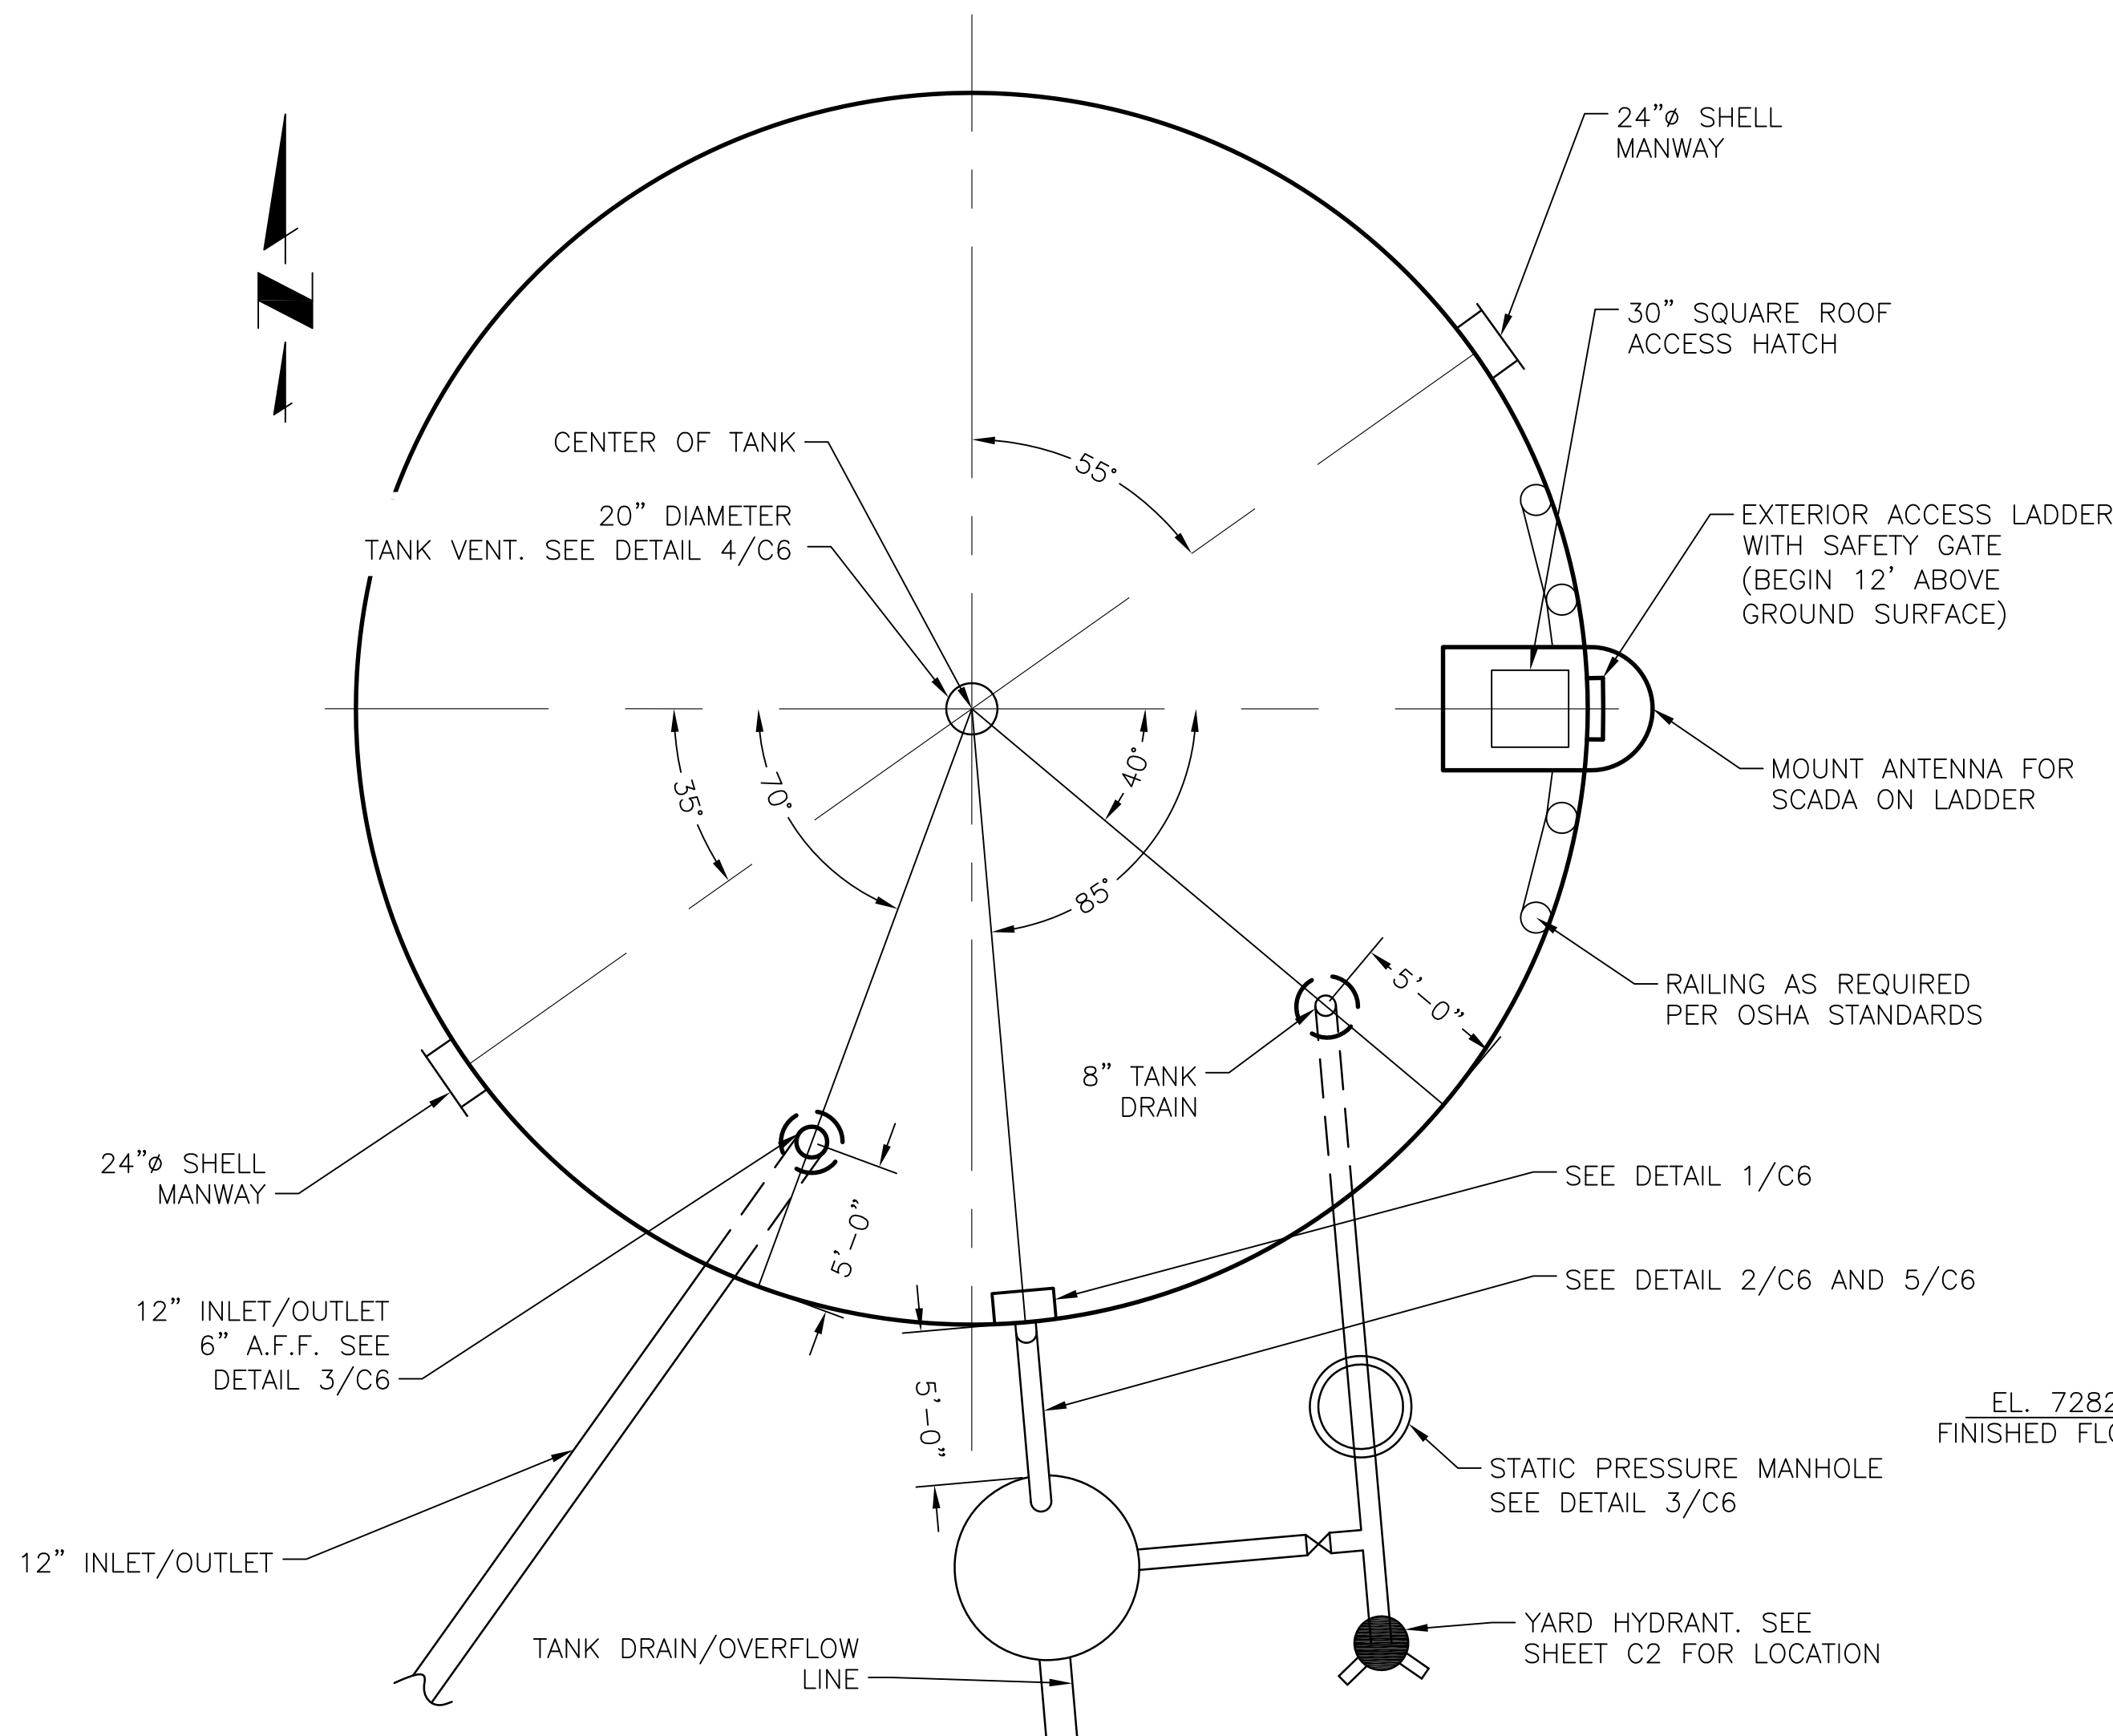 24”ø SHELL
MANWAY
30” SQUARE ROOF
ACCESS HATCH
N
CENTER OF TANK
20” DIAMETER
TANK VENT. SEE DETAIL 4/C6
55°
EXTERIOR ACCESS LADDER
WITH SAFETY GATE
(BEGIN 12’ ABOVE
GROUND SURFACE)
35°
70°
40°
85°
MOUNT ANTENNA FOR
SCADA ON LADDER
5’–0”
RAILING AS REQUIRED
PER OSHA STANDARDS
8” TANK
DRAIN
24”ø SHELL
MANWAY
SEE DETAIL 1/C6
5’–0”
SEE DETAIL 2/C6 AND 5/C6
12” INLET/OUTLET
6” A.F.F. SEE
DETAIL 3/C6
5’–0”
EL. 7282
FINISHED FLO
STATIC PRESSURE MANHOLE
SEE DETAIL 3/C6
12” INLET/OUTLET
YARD HYDRANT. SEE
SHEET C2 FOR LOCATION
TANK DRAIN/OVERFLOW
LINE